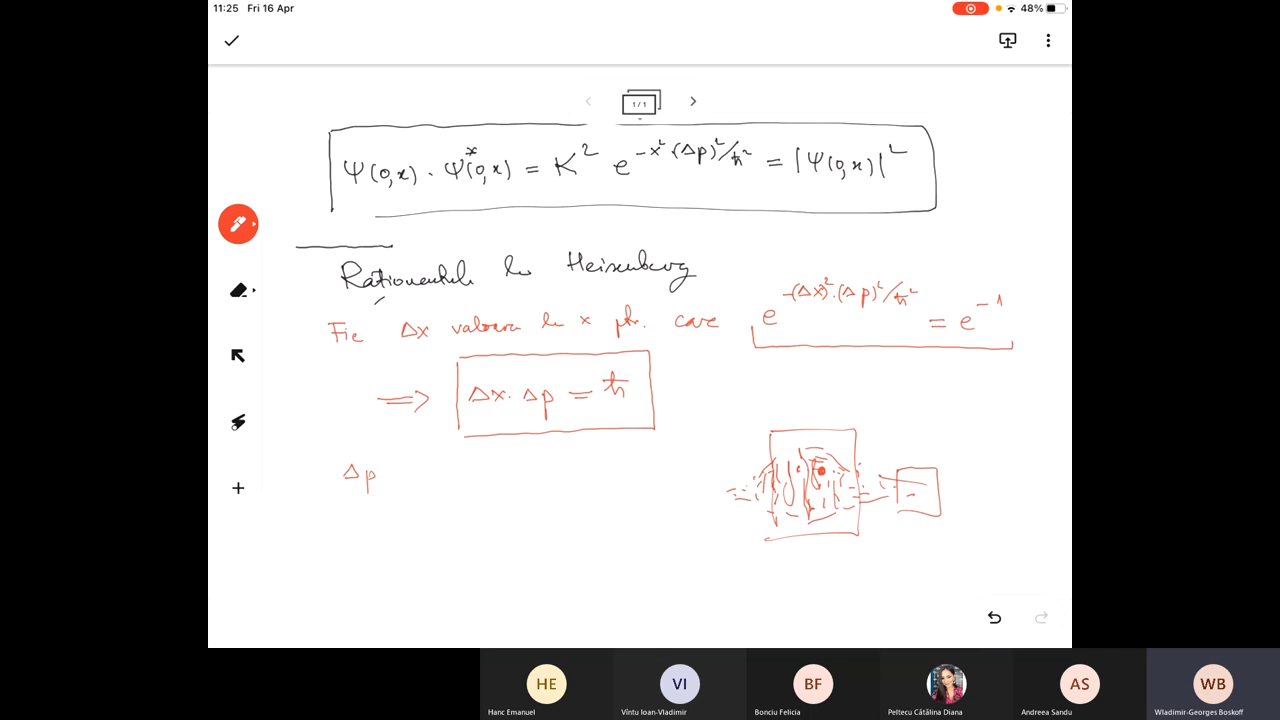 11:25 Fri 16 Apr 48%
1 / 1
Ψ(0,x) · Ψ*(0,x) = K² e^{-x²·(Δp)²/ħ²} = |Ψ(0,x)|²
Raționamentele lui Heisenberg
Fie Δx valoarea lui x ptr. care e^{-(Δx)²·(Δp)²/ħ²} = e^{-1}
⟹ Δx · Δp = ħ
Δp
HE VI BF AS WB
Hanc Emanuel Vîntu Ioan-Vladimir Bonciu Felicia Peltecu Cătălina Diana Andreea Sandu Wladimir-Georges Boskoff